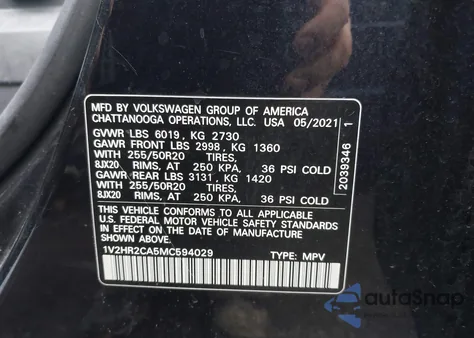 MFD BY VOLKSWAGEN GROUP OF AMERICA
CHATTANOOGA OPERATIONS, LLC. USA 05/2021
GVWR LBS 6019, KG 2730
GAWR FRONT LBS 2998, KG 1360
WITH 255/50R20 TIRES,
8JX20 RIMS, AT 250 KPA, 36 PSI COLD
GAWR REAR LBS 3131, KG 1420
WITH 255/50R20 TIRES,
8JX20 RIMS, AT 250 KPA, 36 PSI COLD
THIS VEHICLE CONFORMS TO ALL APPLICABLE
U.S. FEDERAL MOTOR VEHICLE SAFETY STANDARDS
IN EFFECT ON THE DATE OF MANUFACTURE
SHOWN ABOVE.
1V2HR2CA5MC594029 TYPE: MPV
2039346 1
autoSnap